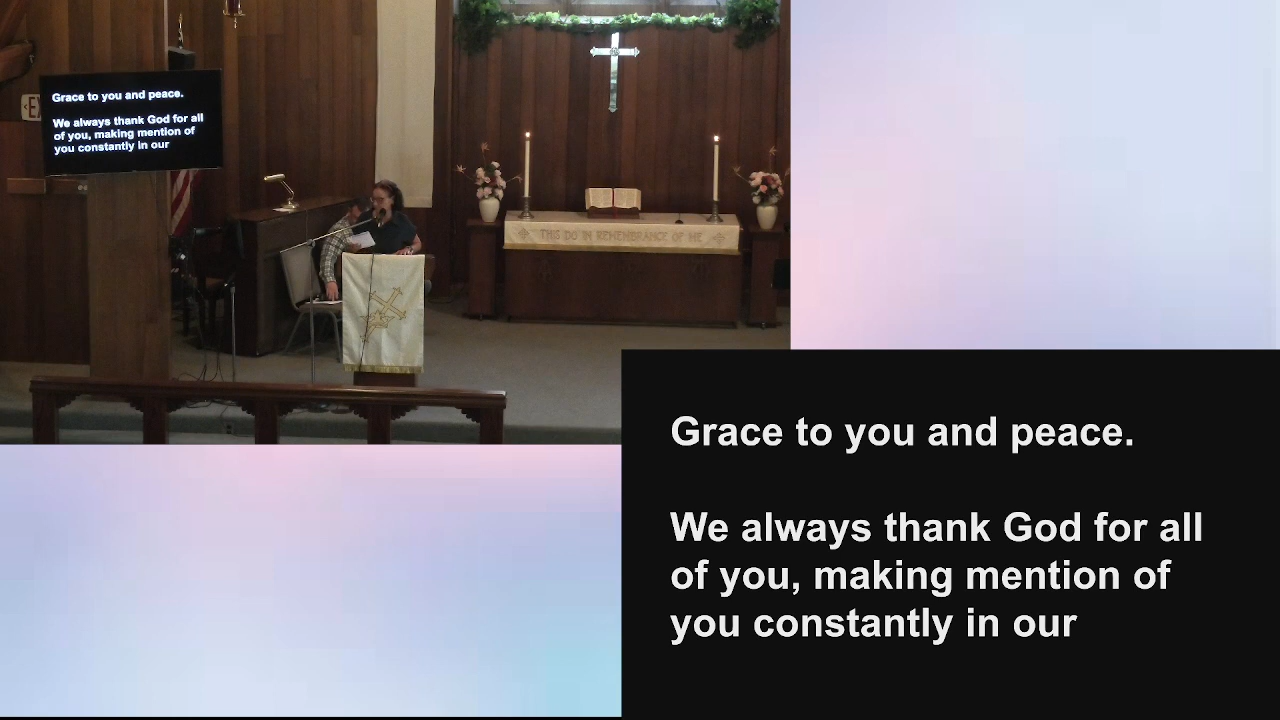 Grace to you and peace.
We always thank God for all
of you, making mention of
you constantly in our
EX
THIS DO IN REMEMBRANCE OF ME
Grace to you and peace.
We always thank God for all
of you, making mention of
you constantly in our